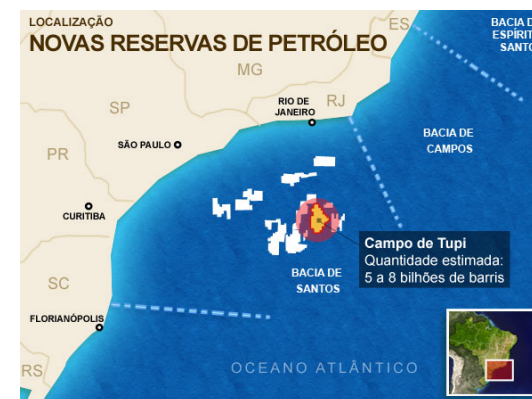 LOCALIZAÇÃO
NOVAS RESERVAS DE PETRÓLEO
ES
BACIA D
ESPÍRIT
SANT
MG
RIO DE
JANEIRO
RJ
SP
BACIA DE
CAMPOS
SÃO PAULO
PR
CURITIBA
Campo de Tupi
Quantidade estimada:
5 a 8 bilhões de barris
BACIA DE
SANTOS
SC
FLORIANÓPOLIS
OCEANO ATLÂNTICO
RS